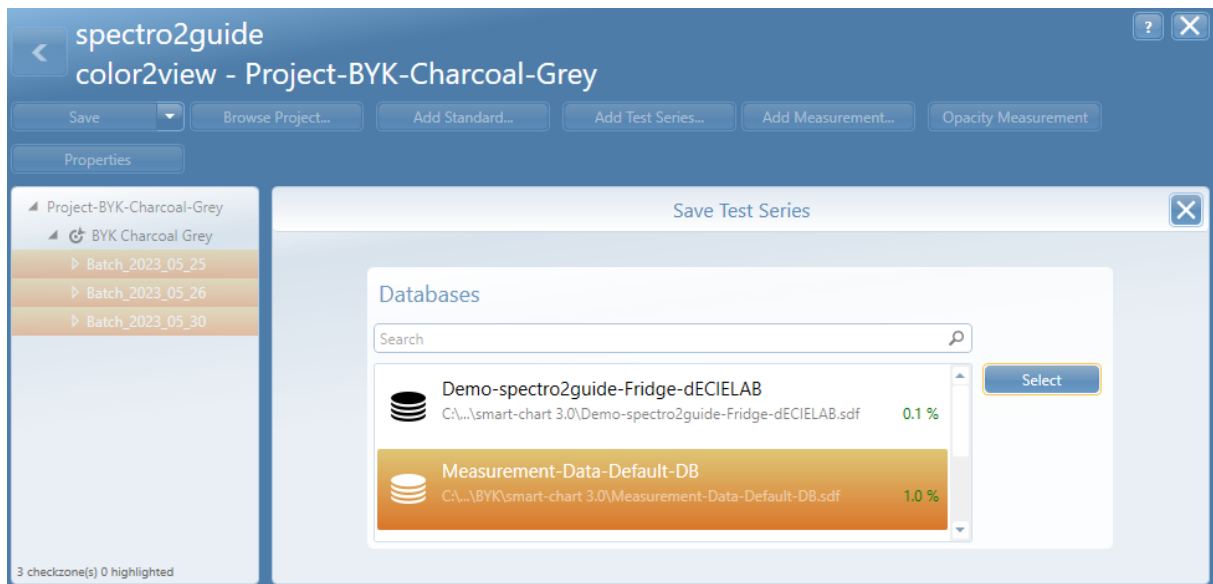 spectro2guide
color2view - Project-BYK-Charcoal-Grey
?
Save
Browse Project...
Add Standard...
Add Test Series...
Add Measurement...
Opacity Measurement
Properties
Project-BYK-Charcoal-Grey
BYK Charcoal Grey
Batch_2023_05_25
Batch_2023_05_26
Batch_2023_05_30
3 checkzone(s) 0 highlighted
Save Test Series
Databases
Search
Demo-spectro2guide-Fridge-dECIELAB
C:\...\smart-chart 3.0\Demo-spectro2guide-Fridge-dECIELAB.sdf 0.1 %
Measurement-Data-Default-DB
C:\...\BYK\smart-chart 3.0\Measurement-Data-Default-DB.sdf 1.0 %
Select